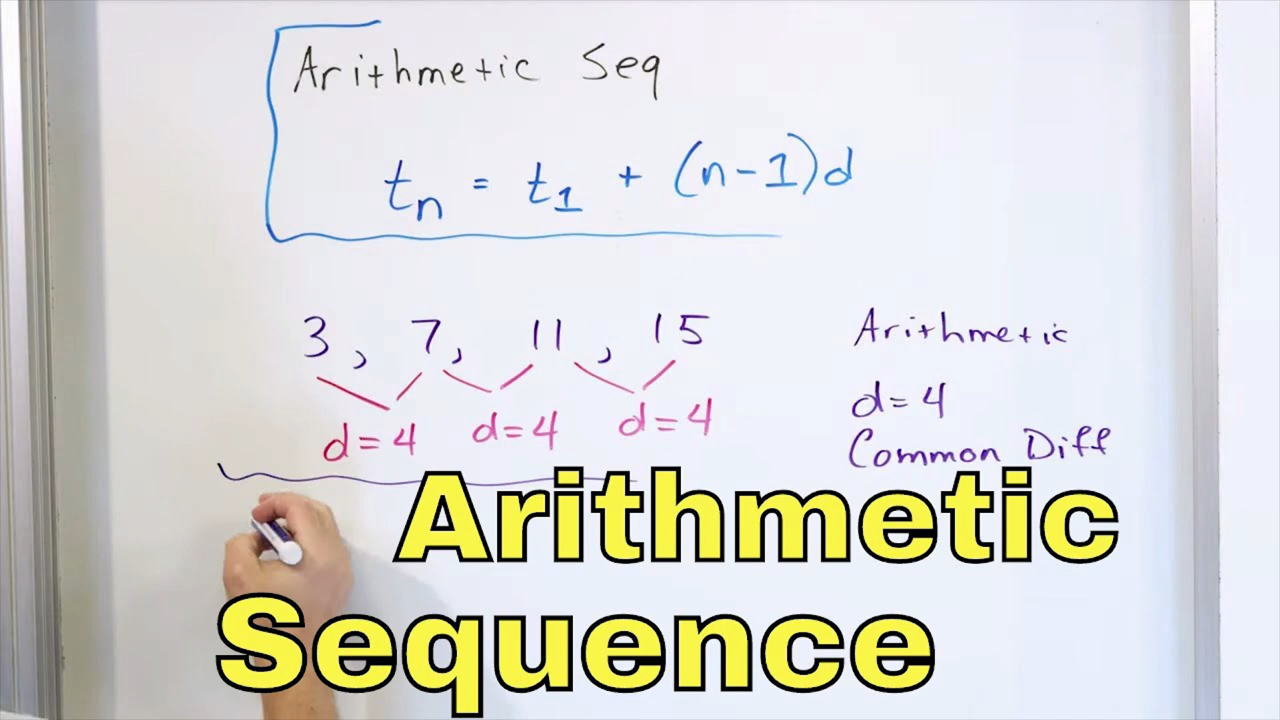 Arithmetic Seq
tn = t1 + (n-1)d
3, 7, 11, 15
Arithmetic
d=4 d=4 d=4
d=4
Common Diff
Arithmetic
Sequence